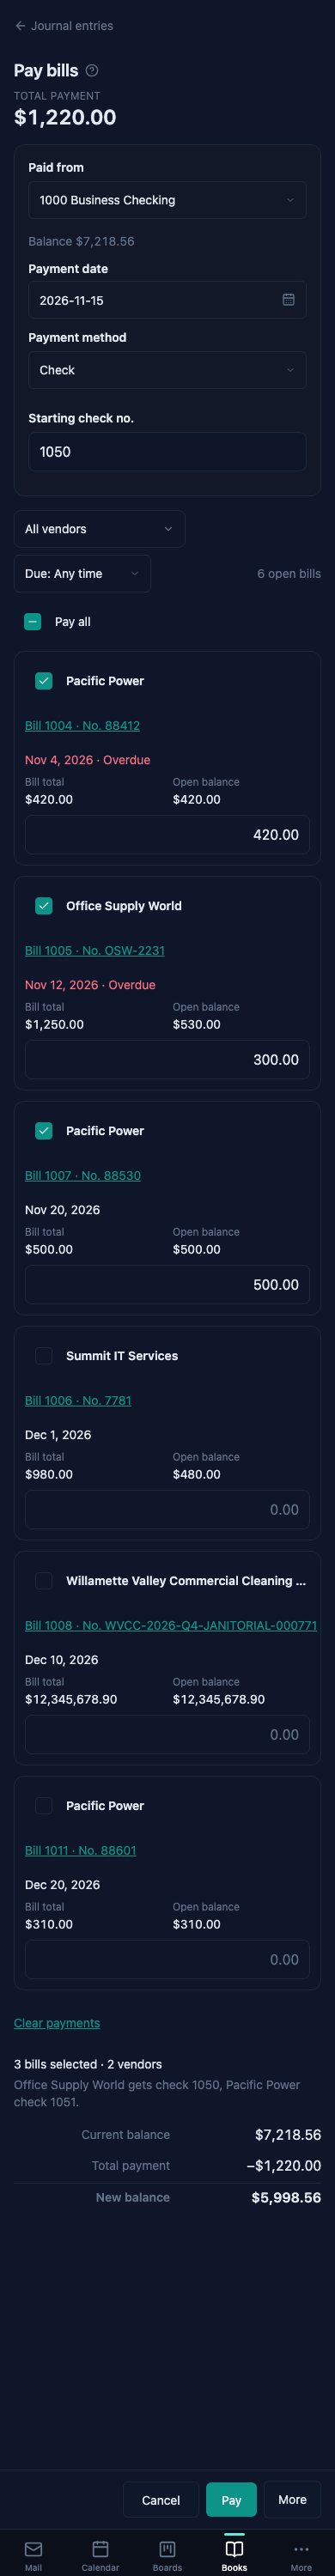 Journal entries
Pay bills
TOTAL PAYMENT
$1,220.00
Paid from
1000 Business Checking
Balance $7,218.56
Payment date
2026-11-15
Payment method
Check
Starting check no.
1050
All vendors
Due: Any time
6 open bills
Pay all
Pacific Power
Bill 1004 · No. 88412
Nov 4, 2026 · Overdue
Bill total Open balance
$420.00 $420.00
420.00
Office Supply World
Bill 1005 · No. OSW-2231
Nov 12, 2026 · Overdue
Bill total Open balance
$1,250.00 $530.00
300.00
Pacific Power
Bill 1007 · No. 88530
Nov 20, 2026
Bill total Open balance
$500.00 $500.00
500.00
Summit IT Services
Bill 1006 · No. 7781
Dec 1, 2026
Bill total Open balance
$980.00 $480.00
0.00
Willamette Valley Commercial Cleaning ...
Bill 1008 · No. WVCC-2026-Q4-JANITORIAL-000771
Dec 10, 2026
Bill total Open balance
$12,345,678.90 $12,345,678.90
0.00
Pacific Power
Bill 1011 · No. 88601
Dec 20, 2026
Bill total Open balance
$310.00 $310.00
0.00
Clear payments
3 bills selected · 2 vendors
Office Supply World gets check 1050, Pacific Power
check 1051.
Current balance $7,218.56
Total payment −$1,220.00
New balance $5,998.56
Cancel Pay More
Mail Calendar Boards Books More